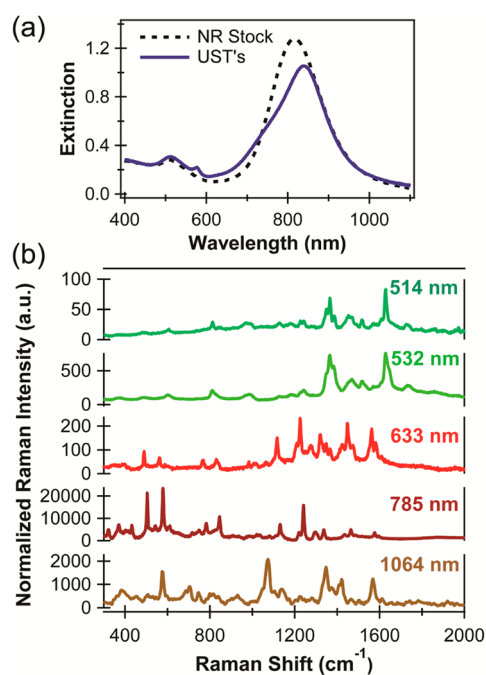 (a)
NR Stock
UST's
1.2
0.8
0.4
0.0
Extinction
400 600 800 1000
Wavelength (nm)
(b)
Normalized Raman Intensity (a.u.)
100
50
0
514 nm
500
0
532 nm
200
100
0
633 nm
20000
10000
0
785 nm
2000
1000
0
1064 nm
400 800 1200 1600 2000
Raman Shift (cm⁻¹)